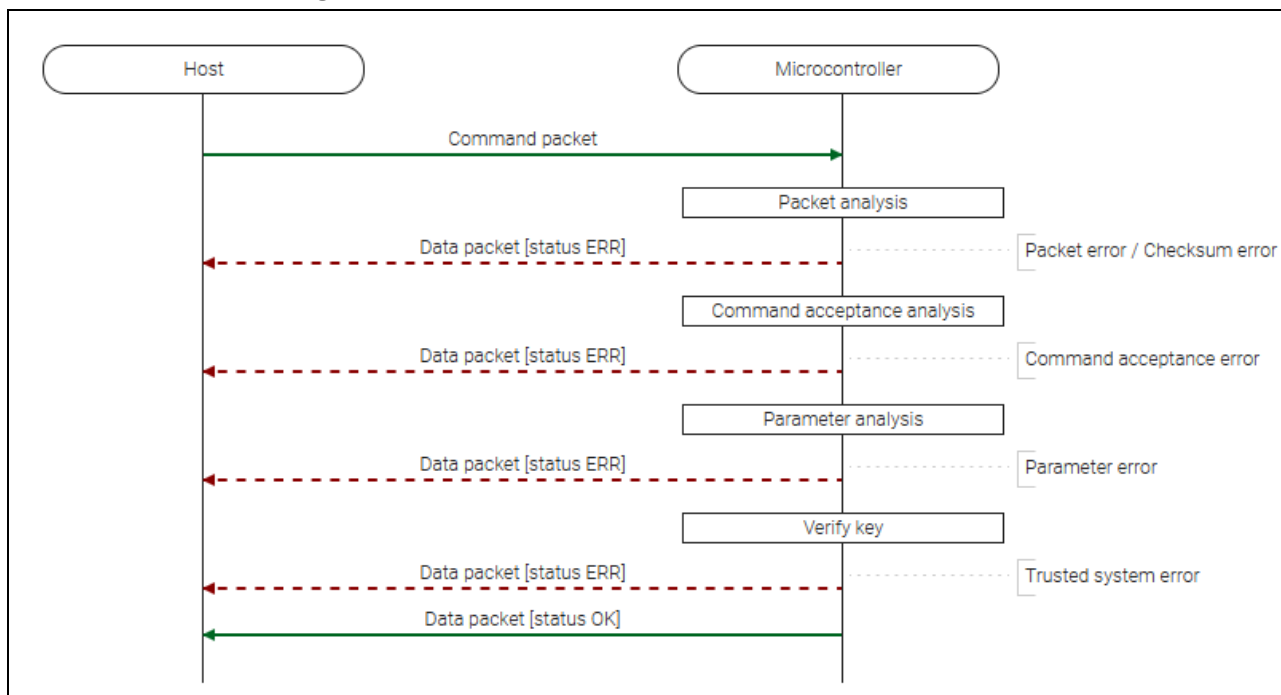 Host
Microcontroller
Command packet
Packet analysis
Data packet [status ERR]
Packet error / Checksum error
Command acceptance analysis
Data packet [status ERR]
Command acceptance error
Parameter analysis
Data packet [status ERR]
Parameter error
Verify key
Data packet [status ERR]
Trusted system error
Data packet [status OK]